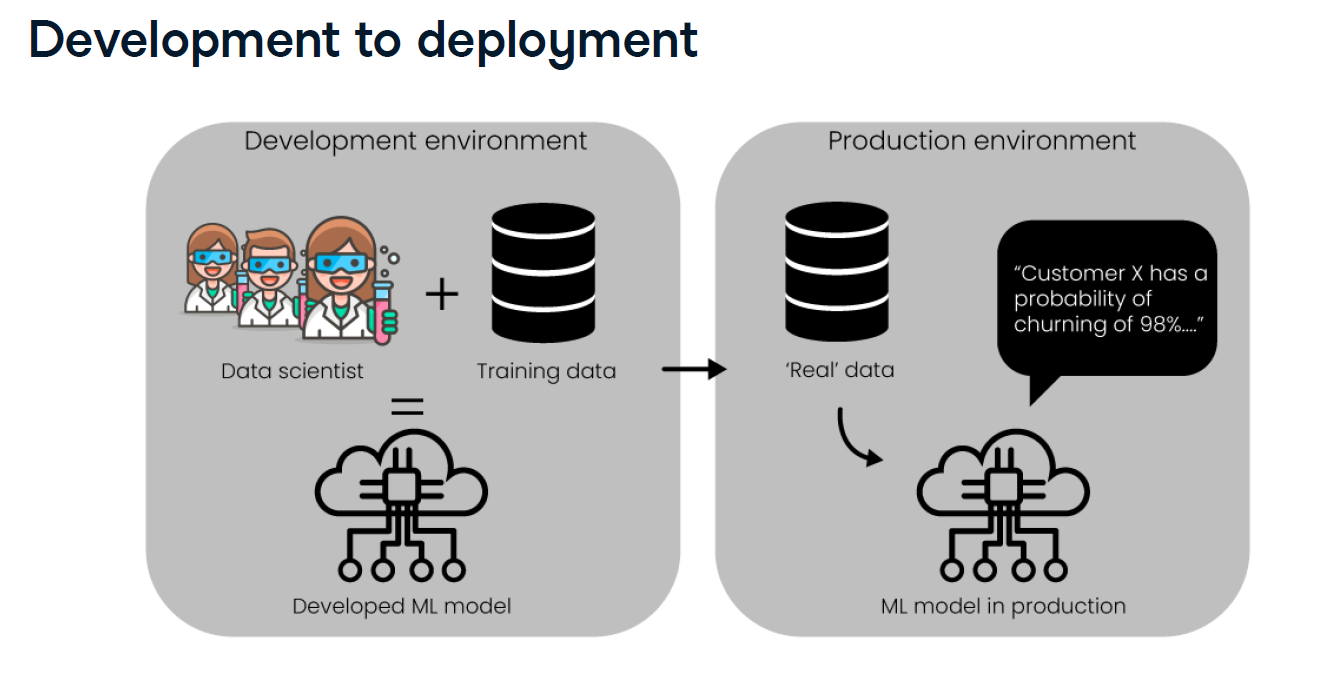 Development to deployment
Development environment
Data scientist
+
Training data
=
Developed ML model
Production environment
‘Real’ data
“Customer X has a
probability of
churning of 98%....”
ML model in production